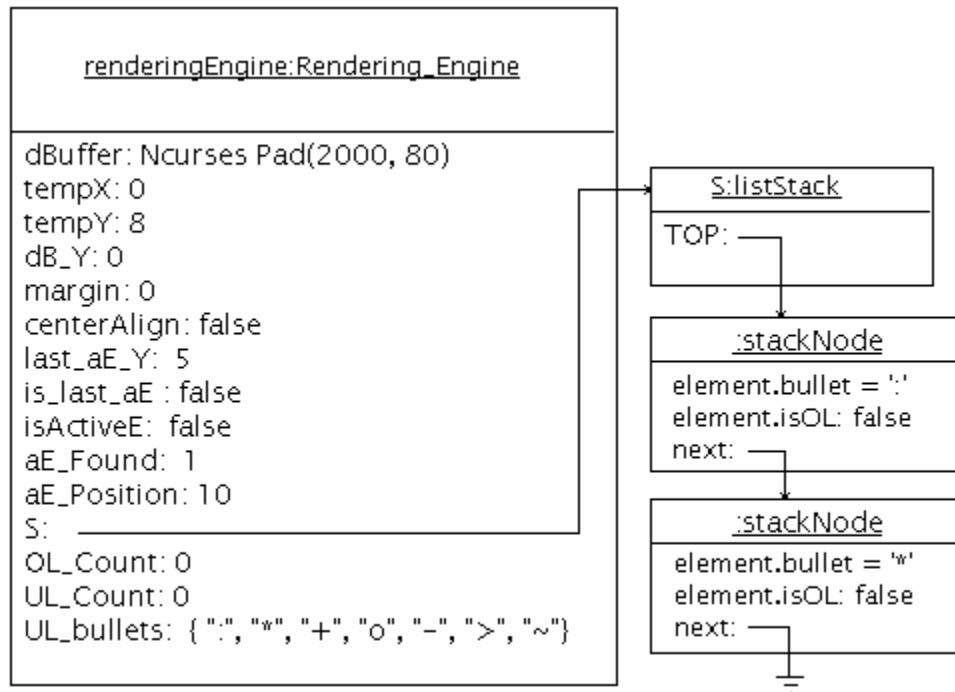 renderingEngine:Rendering_Engine
dBuffer: Ncurses Pad(2000, 80)
tempX: 0
tempY: 8
dB_Y: 0
margin: 0
centerAlign: false
last_aE_Y: 5
is_last_aE : false
isActiveE: false
aE_Found: 1
aE_Position: 10
S:
OL_Count: 0
UL_Count: 0
UL_bullets: { ":", "*", "+", "o", "-", ">", "~"}
S:listStack
TOP:
:stackNode
element.bullet = ':'
element.isOL: false
next:
:stackNode
element.bullet = '*'
element.isOL: false
next: